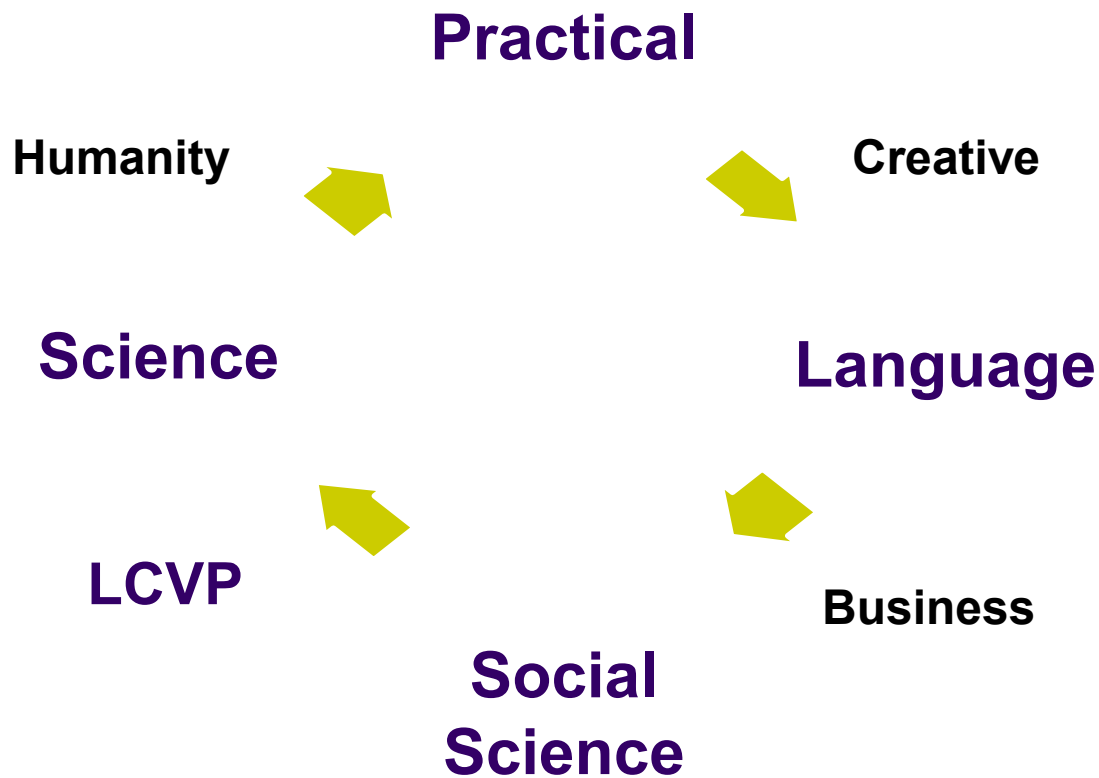 Practical
Humanity
Creative
Science
Language
LCVP
Business
Social
Science